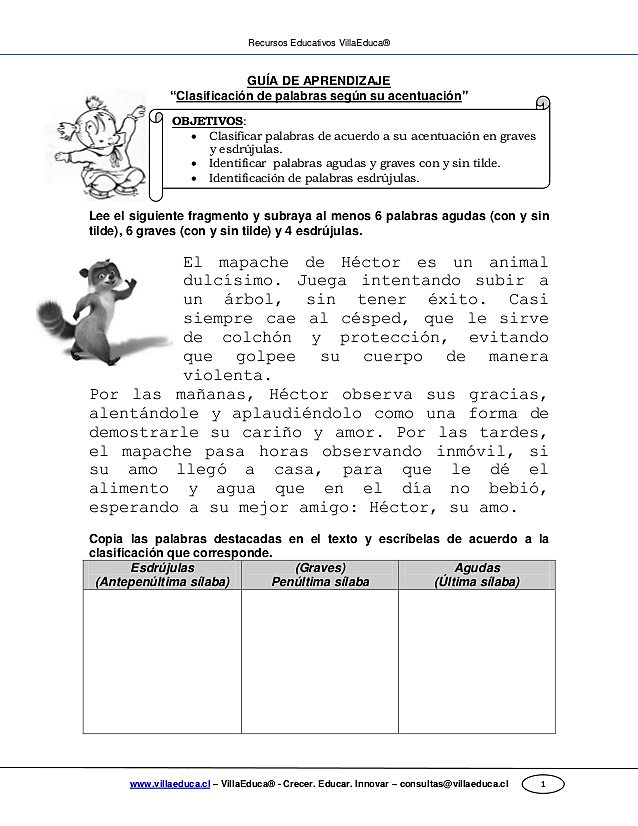 Recursos Educativos VillaEduca®
GUÍA DE APRENDIZAJE
“Clasificación de palabras según su acentuación”
OBJETIVOS:
• Clasificar palabras de acuerdo a su acentuación en graves
y esdrújulas.
• Identificar palabras agudas y graves con y sin tilde.
• Identificación de palabras esdrújulas.
Lee el siguiente fragmento y subraya al menos 6 palabras agudas (con y sin
tilde), 6 graves (con y sin tilde) y 4 esdrújulas.
El mapache de Héctor es un animal
dulcísimo. Juega intentando subir a
un árbol, sin tener éxito. Casi
siempre cae al césped, que le sirve
de colchón y protección, evitando
que golpee su cuerpo de manera
violenta.
Por las mañanas, Héctor observa sus gracias,
alentándole y aplaudiéndolo como una forma de
demostrarle su cariño y amor. Por las tardes,
el mapache pasa horas observando inmóvil, si
su amo llegó a casa, para que le dé el
alimento y agua que en el día no bebió,
esperando a su mejor amigo: Héctor, su amo.
Copia las palabras destacadas en el texto y escríbelas de acuerdo a la
clasificación que corresponde.
Esdrújulas (Graves) Agudas
(Antepenúltima sílaba) Penúltima sílaba (Última sílaba)
www.villaeduca.cl – VillaEduca® - Crecer. Educar. Innovar – consultas@villaeduca.cl 1